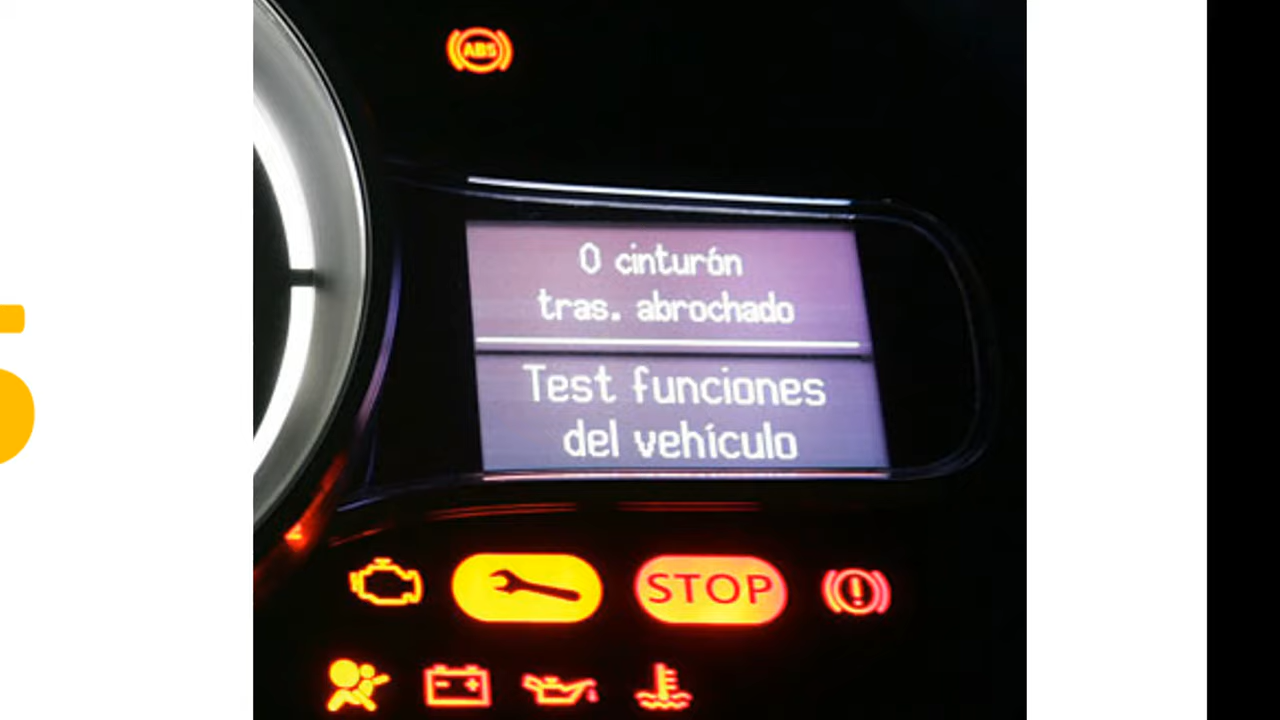 ABS
0 cinturón
tras. abrochado
Test funciones
del vehículo
STOP